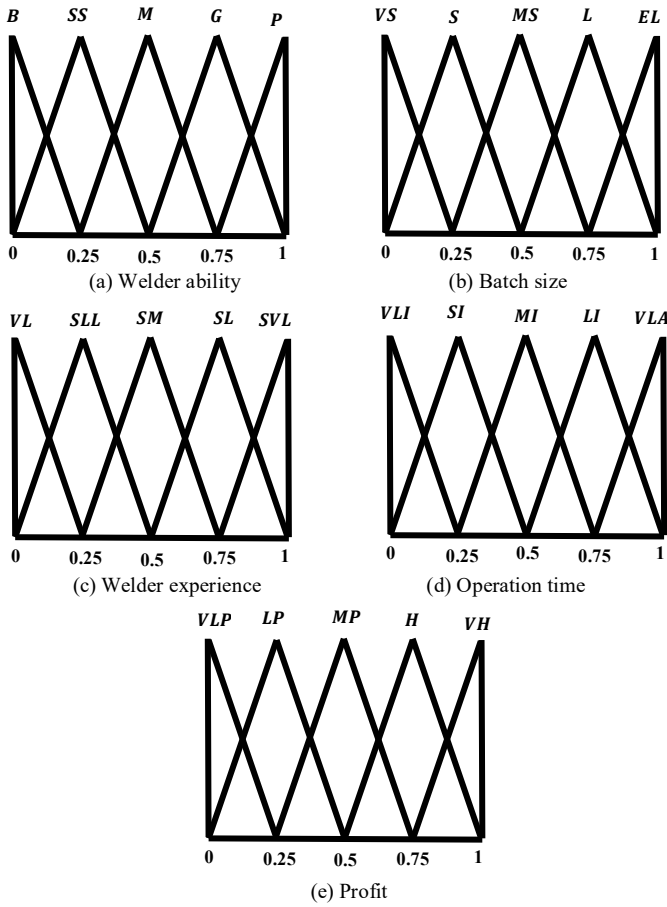 B SS M G P
VS S MS L EL
0 0.25 0.5 0.75 1
0 0.25 0.5 0.75 1
(a) Welder ability
(b) Batch size
VL SLL SM SL SVL
VLI SI MI LI VLA
0 0.25 0.5 0.75 1
0 0.25 0.5 0.75 1
(c) Welder experience
(d) Operation time
VLP LP MP H VH
0 0.25 0.5 0.75 1
(e) Profit